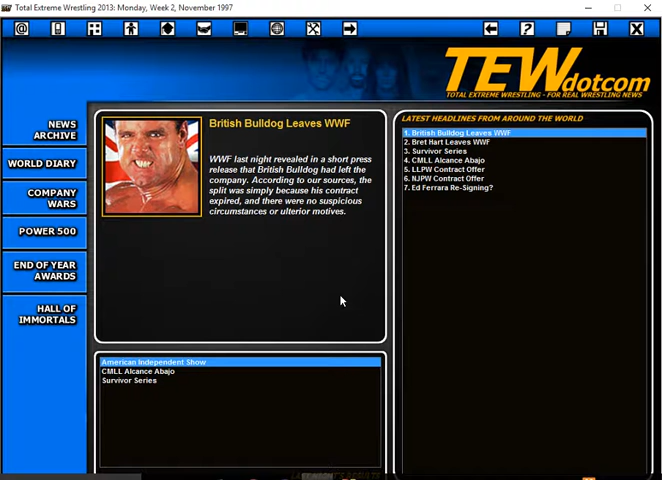 Total Extreme Wrestling 2013: Monday, Week 2, November 1997
TEWdotcom
TOTAL EXTREME WRESTLING - FOR REAL WRESTLING NEWS
NEWS
ARCHIVE
WORLD DIARY
COMPANY
WARS
POWER 500
END OF YEAR
AWARDS
HALL OF
IMMORTALS
British Bulldog Leaves WWF
WWF last night revealed in a short press
release that British Bulldog had left the
company. According to our sources, the
split was simply because his contract
expired, and there were no suspicious
circumstances or ulterior motives.
American Independent Show
CMLL Alcance Abajo
Survivor Series
LATEST HEADLINES FROM AROUND THE WORLD
1. British Bulldog Leaves WWF
2. Bret Hart Leaves WWF
3. Survivor Series
4. CMLL Alcance Abajo
5. LLPW Contract Offer
6. NJPW Contract Offer
7. Ed Ferrara Re-Signing?